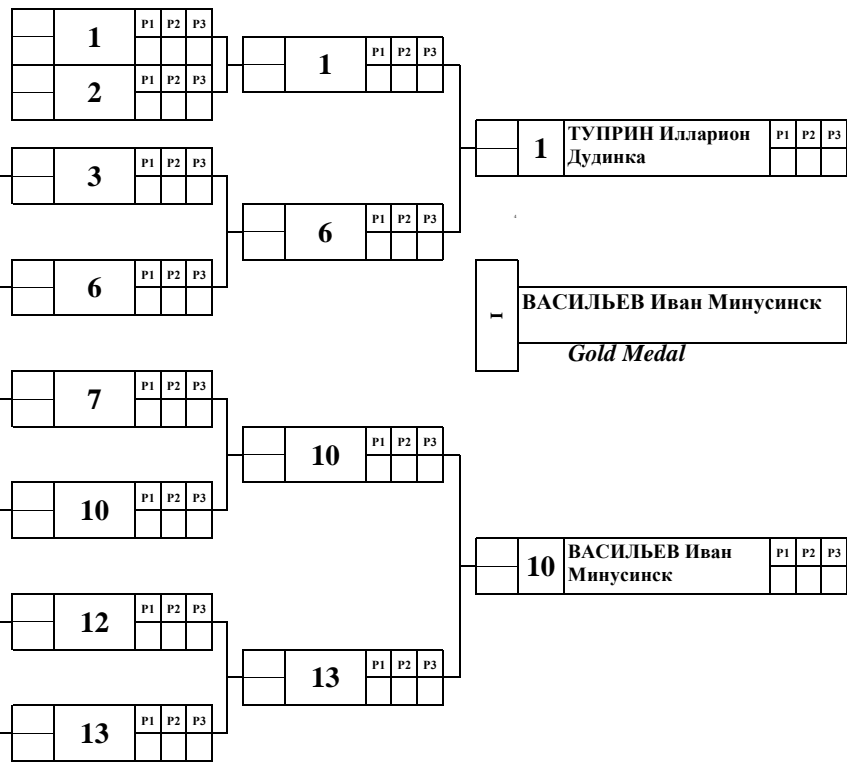 1 P1 P2 P3
1 P1 P2 P3
2 P1 P2 P3
1 ТУПРИН Илларион P1 P2 P3
Дудинка
3 P1 P2 P3
6 P1 P2 P3
6 P1 P2 P3
I ВАСИЛЬЕВ Иван Минусинск
Gold Medal
7 P1 P2 P3
10 P1 P2 P3
10 P1 P2 P3
10 ВАСИЛЬЕВ Иван P1 P2 P3
Минусинск
12 P1 P2 P3
13 P1 P2 P3
13 P1 P2 P3